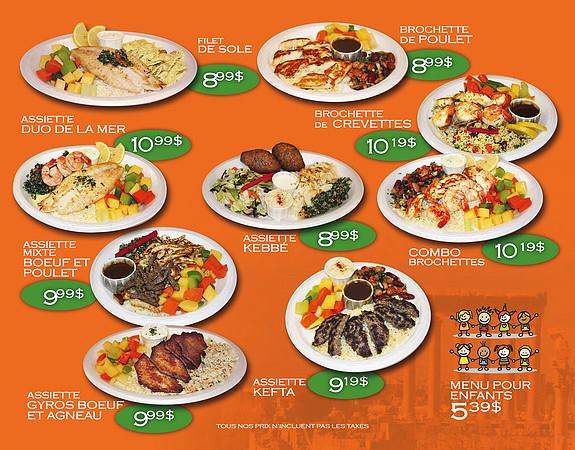 FILET
DE SOLE
8 99$
BROCHETTE
DE POULET
8 99$
ASSIETTE
DUO DE LA MER
10 99$
BROCHETTE
DE CREVETTES
10 19$
ASSIETTE
MIXTE
BOEUF ET
POULET
9 99$
ASSIETTE
KEBBÉ
8 99$
COMBO
BROCHETTES
10 19$
ASSIETTE
GYROS BOEUF
ET AGNEAU
9 99$
ASSIETTE
KEFTA
9 19$
MENU POUR
ENFANTS
5 39$
TOUS NOS PRIX N'INCLUENT PAS LES TAXES